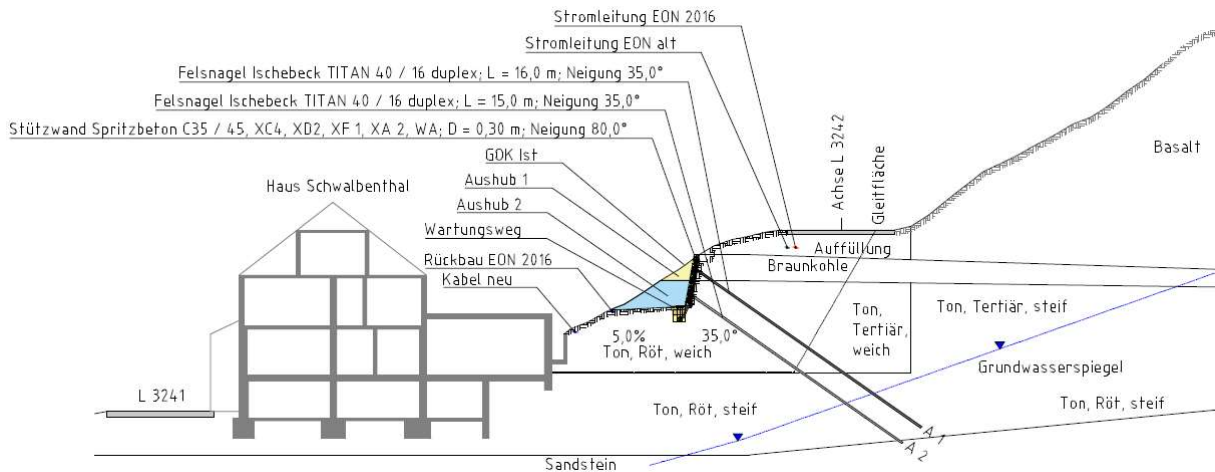 Stromleitung EON 2016
Stromleitung EON alt
Felsnagel Ischebeck TITAN 40 / 16 duplex; L = 16,0 m; Neigung 35,0°
Felsnagel Ischebeck TITAN 40 / 16 duplex; L = 15,0 m; Neigung 35,0°
Stützwand Spritzbeton C35 / 45, XC4, XD2, XF 1, XA 2, WA; D = 0,30 m; Neigung 80,0°
GOK Ist
Aushub 1
Aushub 2
Wartungsweg
Rückbau EON 2016
Kabel neu
Haus Schwalbenthal
Achse L 3242
Gleitfläche
Basalt
Auffüllung
Braunkohle
5,0%
35,0°
Ton, Röt, weich
Ton,
Tertiär,
weich
Ton, Tertiär, steif
Grundwasserspiegel
L 3241
Ton, Röt, steif
Ton, Röt, steif
A 1
A 2
Sandstein